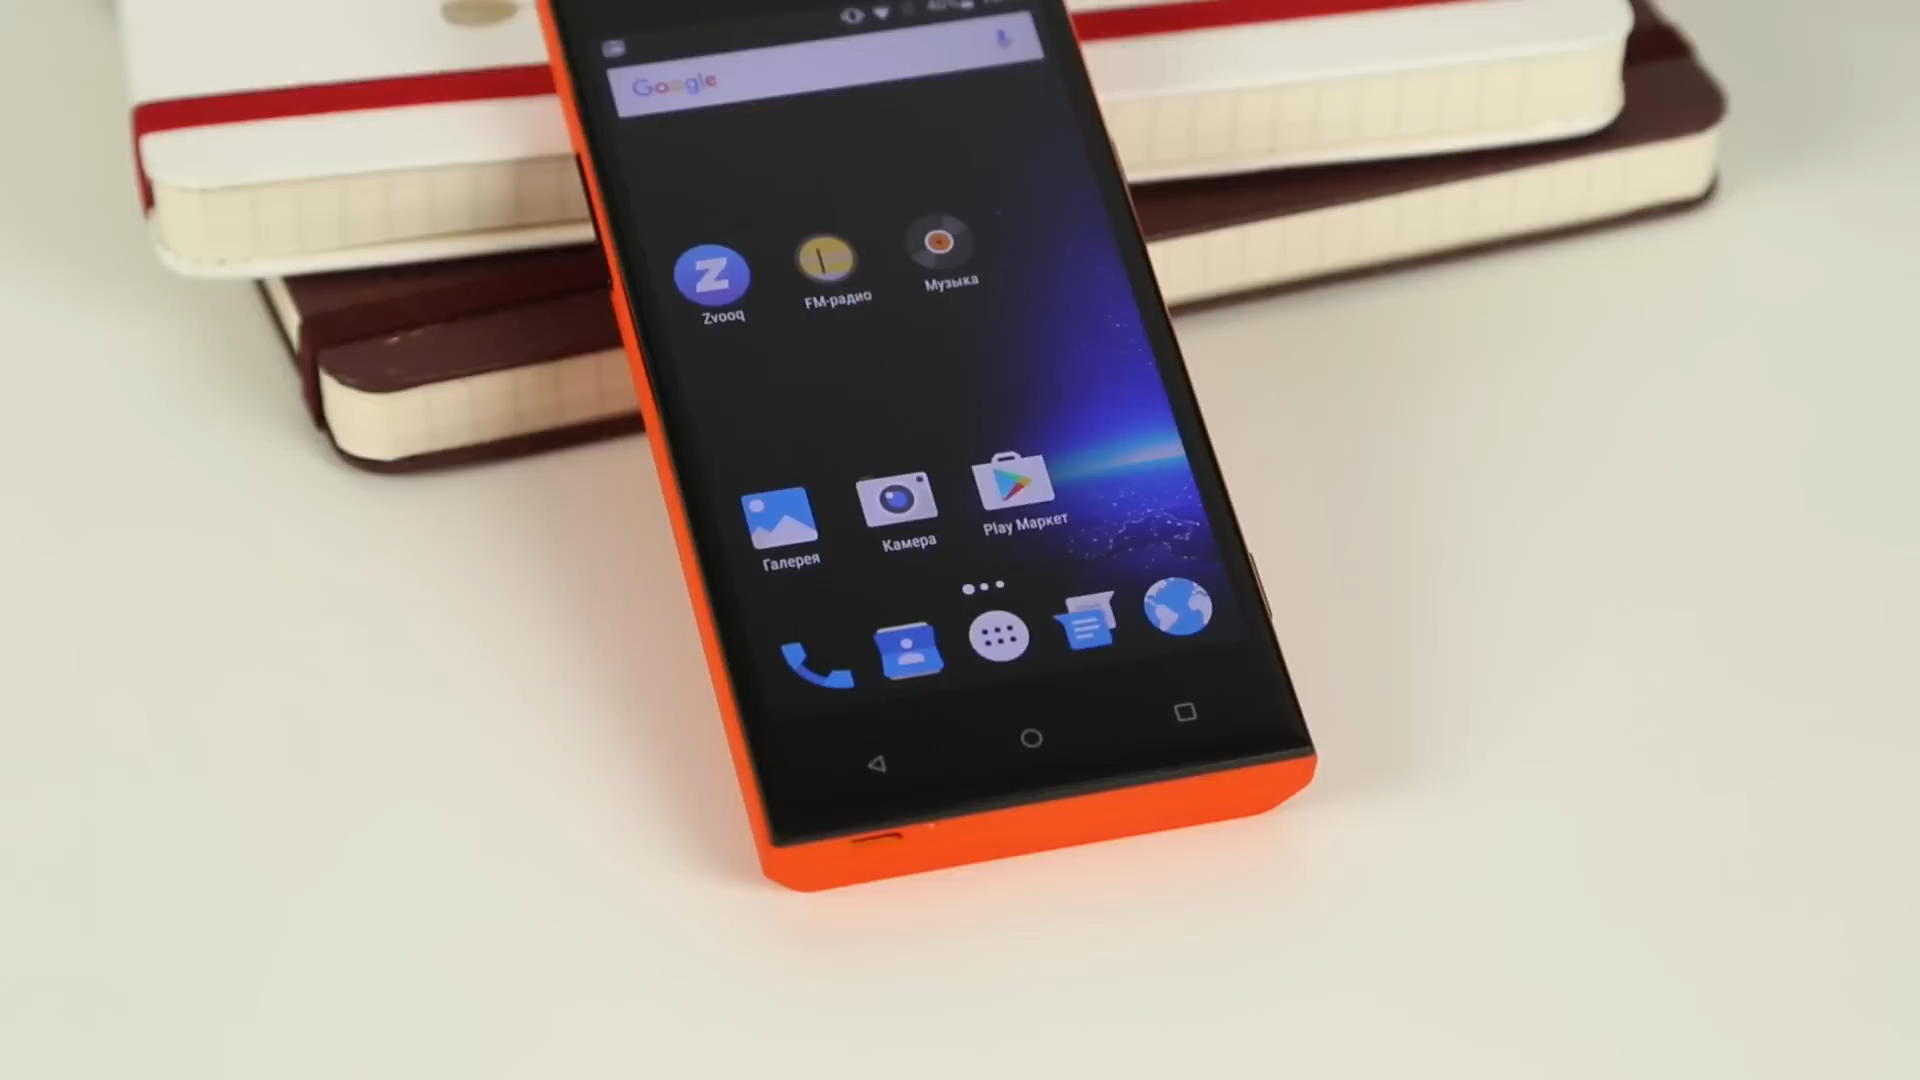 Google
Zvooq
FM-радио
Музыка
Галерея
Камера
Play Маркет